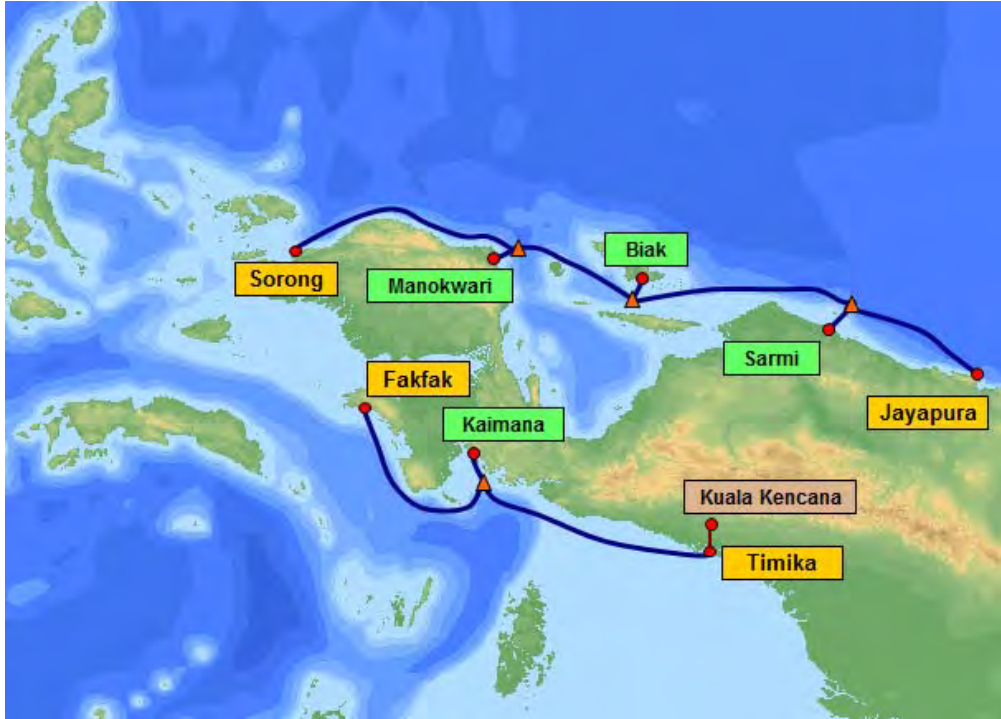 Biak
Sorong
Manokwari
Sarmi
Fakfak
Jayapura
Kaimana
Kuala Kencana
Timika